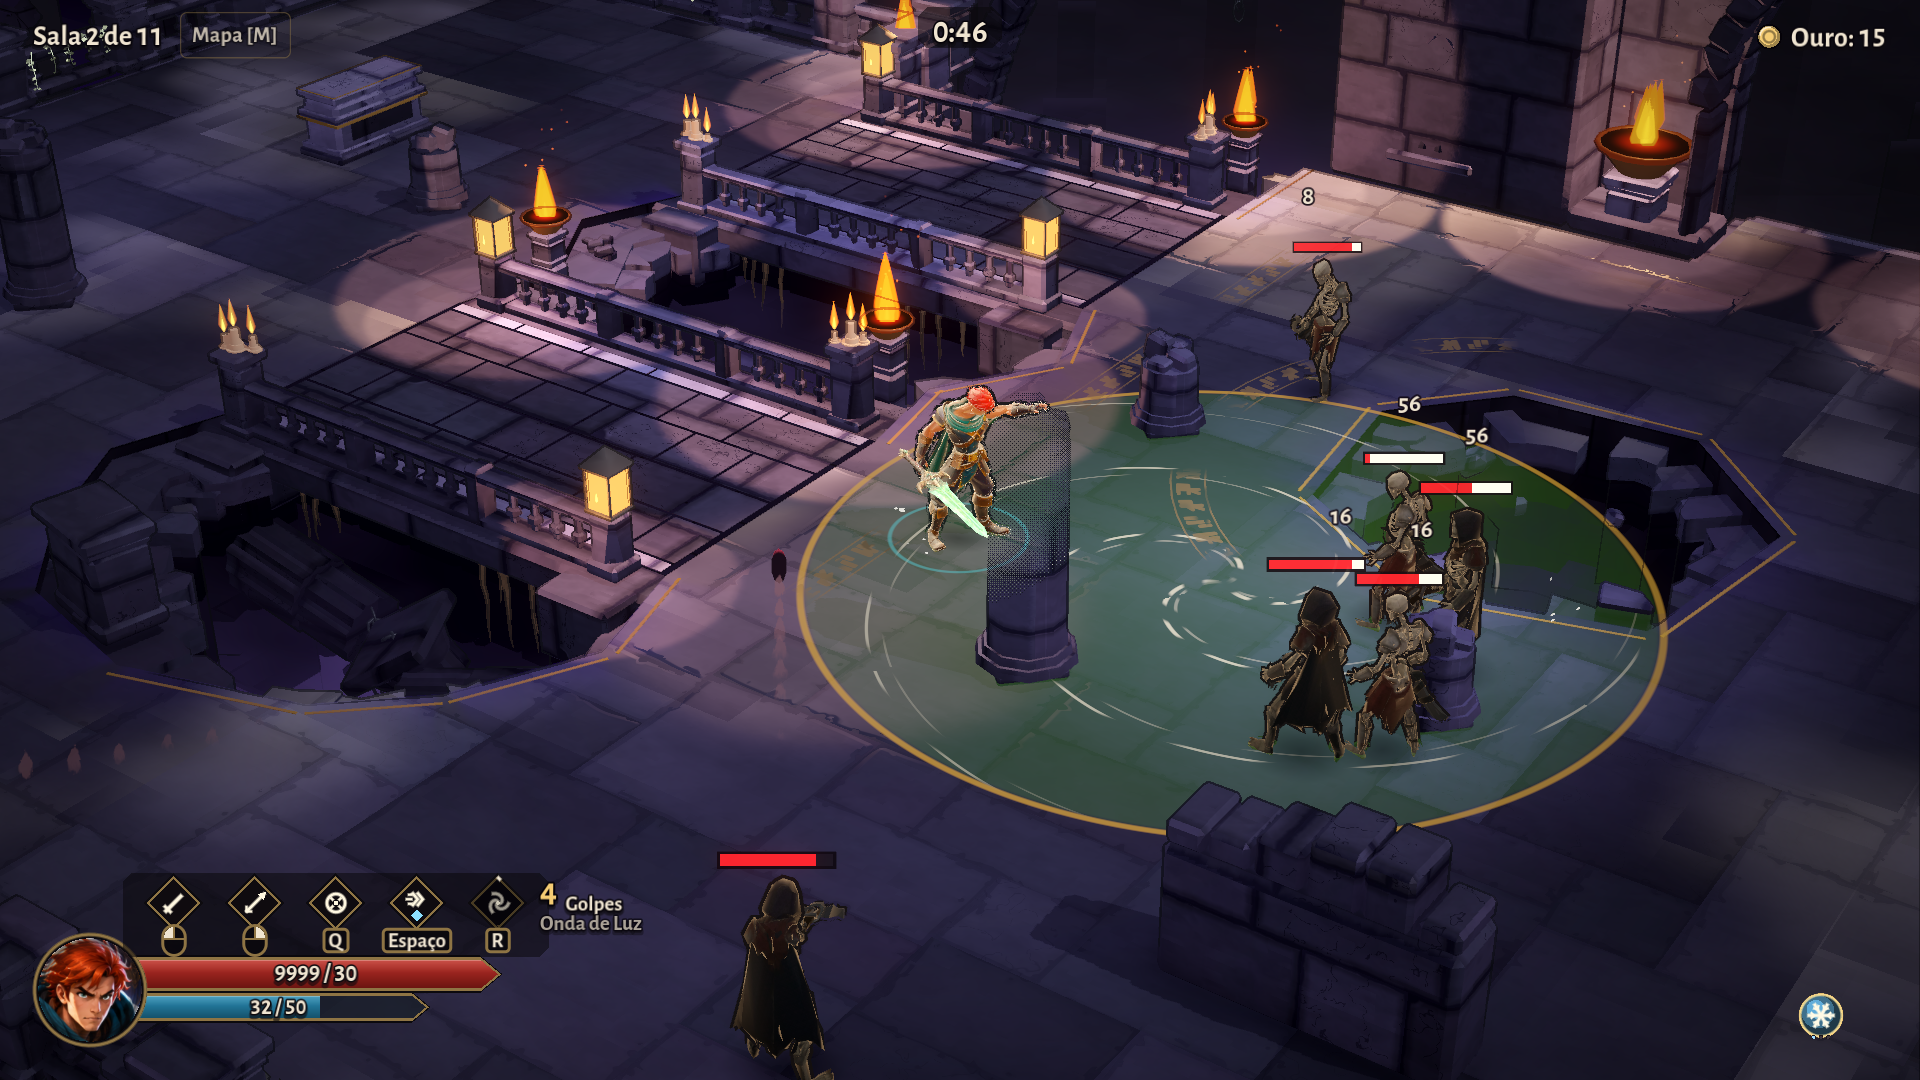 Sala 2 de 11
Mapa [M]
0:46
Ouro: 15
8
56
56
16
16
4 Golpes
Onda de Luz
Q
Espaço
R
9999/30
32/50